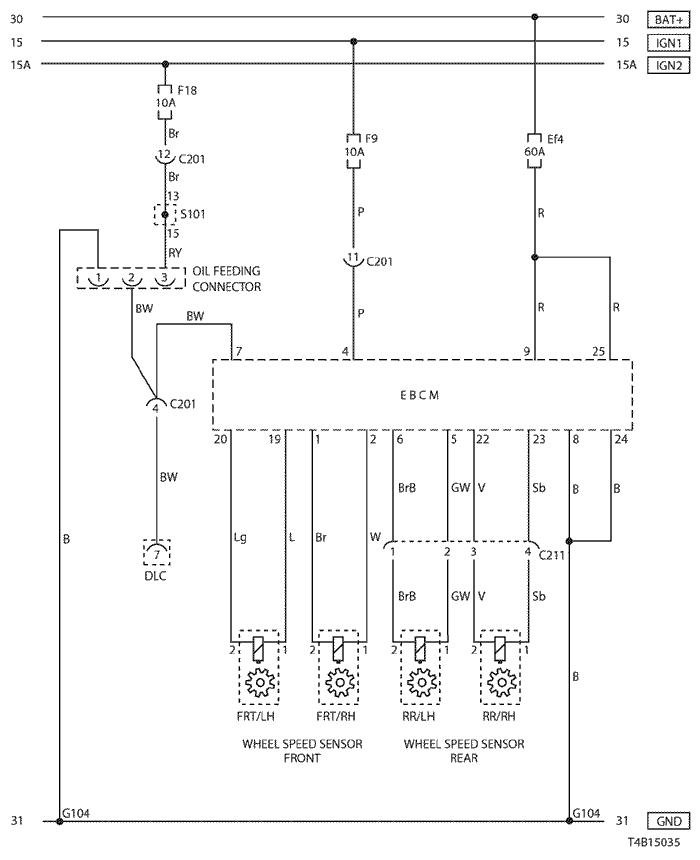 30 30 BAT+
15 15 IGN1
15A 15A IGN2
F18
10A
Br
12 C201
Br
13
S101
15
RY
F9
10A
Ef4
60A
P
R
11 C201
P
R
R
1 2 3
OIL FEEDING
CONNECTOR
BW
BW
7 4 9 25
EBCM
4 C201
20 19 1 2 6 5 22 23 8 24
BW
BrB GW V Sb B B
B
Lg L Br W
1 2 3 4 C211
7
DLC
BrB GW V Sb
2 1 2 1 2 1 2 1
B
FRT/LH FRT/RH RR/LH RR/RH
WHEEL SPEED SENSOR
FRONT
WHEEL SPEED SENSOR
REAR
G104 G104
31 31 GND
T4B15035